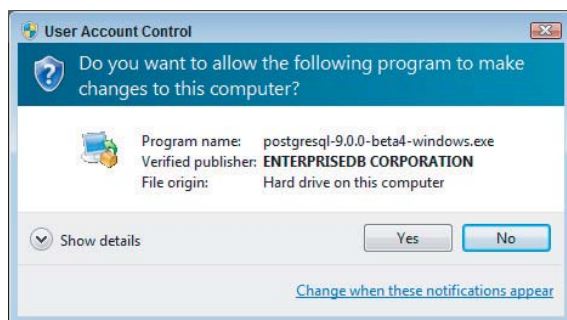 User Account Control
Do you want to allow the following program to make
changes to this computer?
Program name: postgresql-9.0.0-beta4-windows.exe
Verified publisher: ENTERPRISEDB CORPORATION
File origin: Hard drive on this computer
Show details
Yes
No
Change when these notifications appear